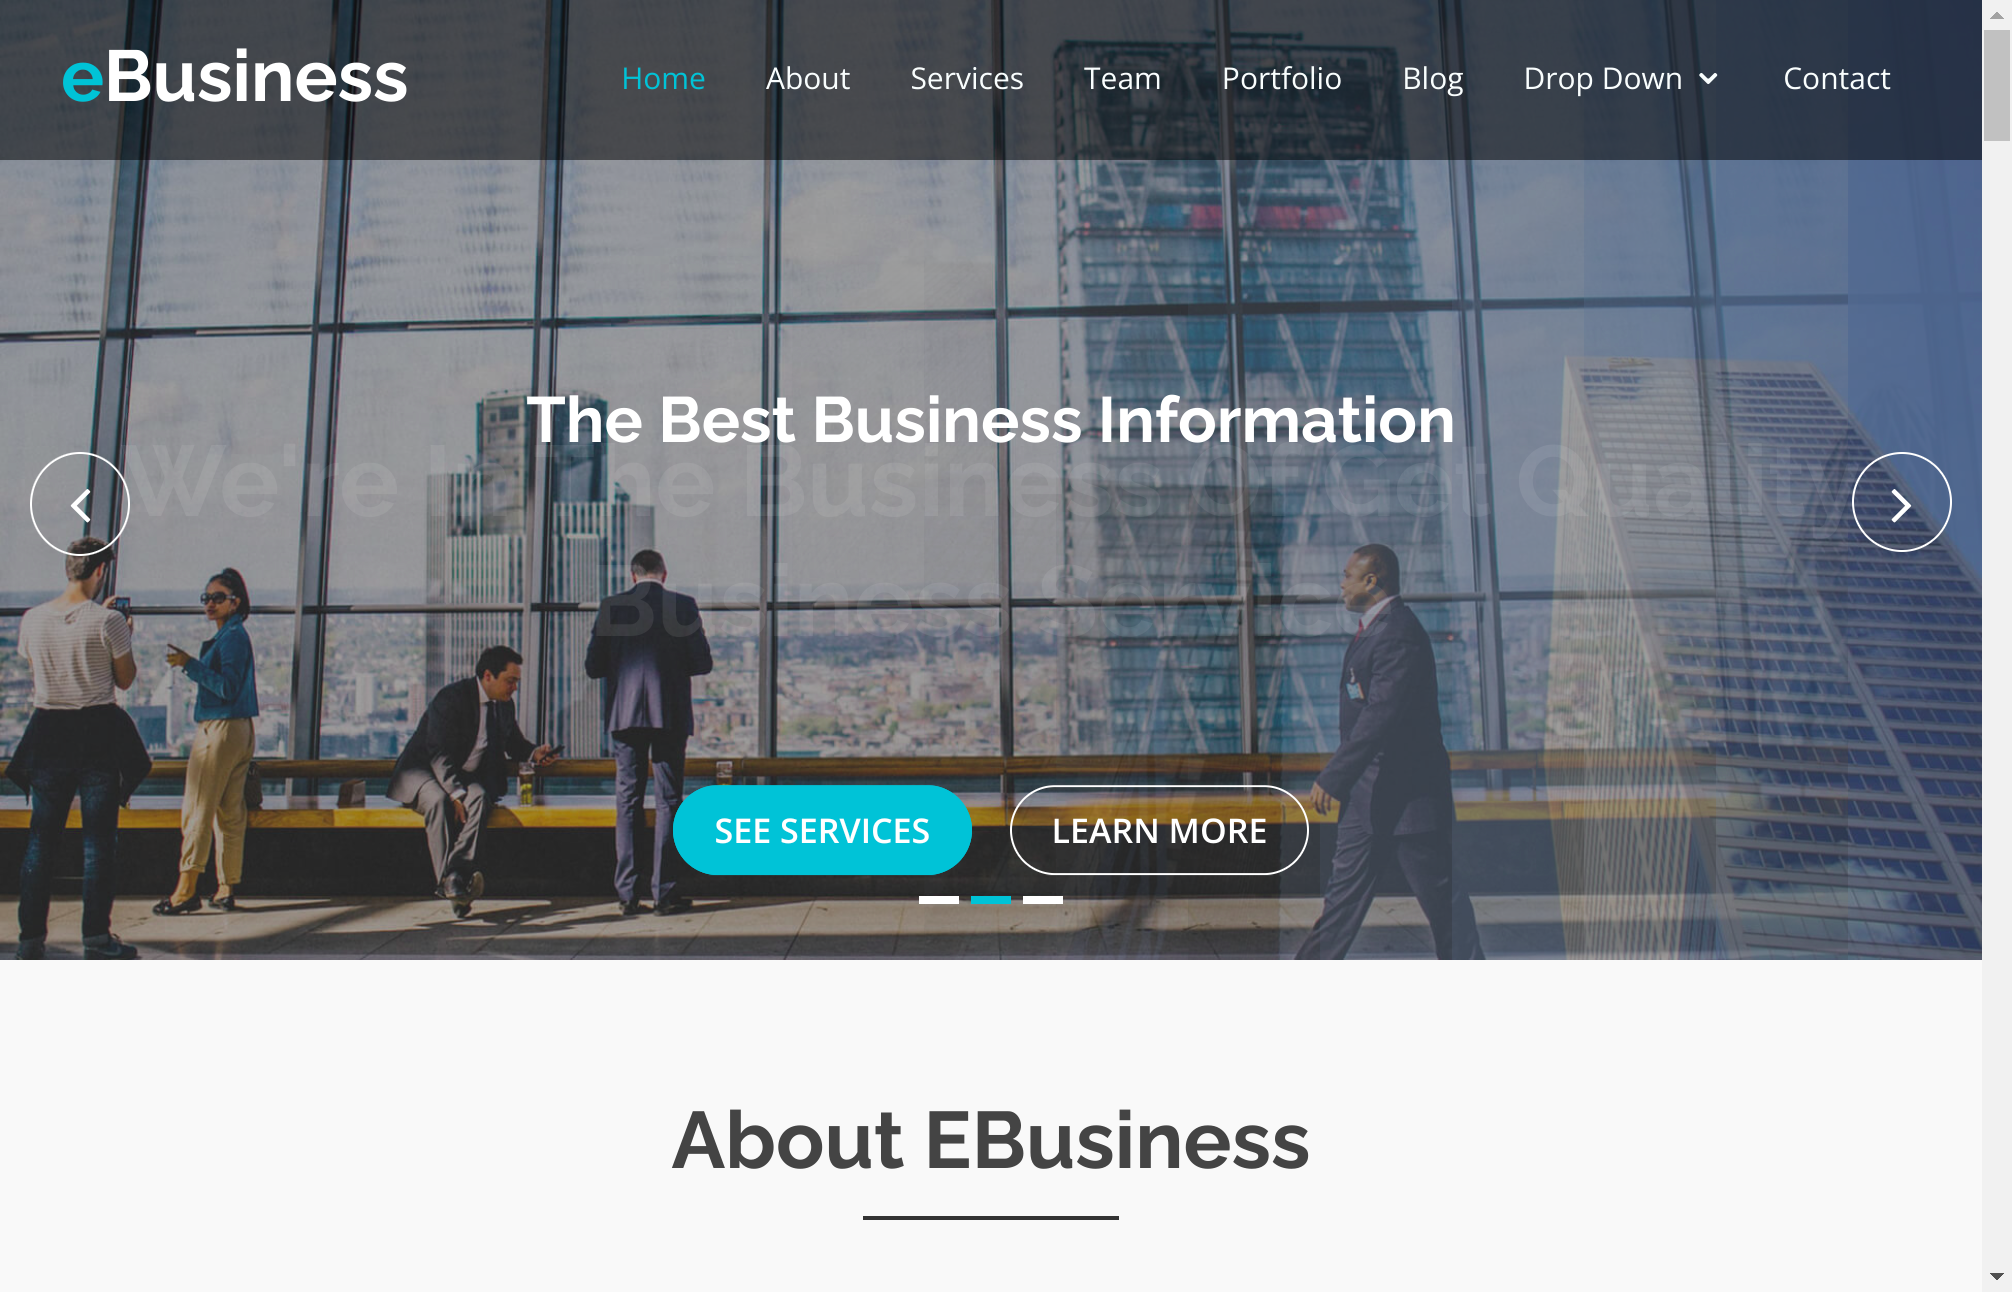 eBusiness
Home About Services Team Portfolio Blog Drop Down Contact
The Best Business Information
We're In The Business Of Get Quality
Business Service
SEE SERVICES LEARN MORE
About EBusiness